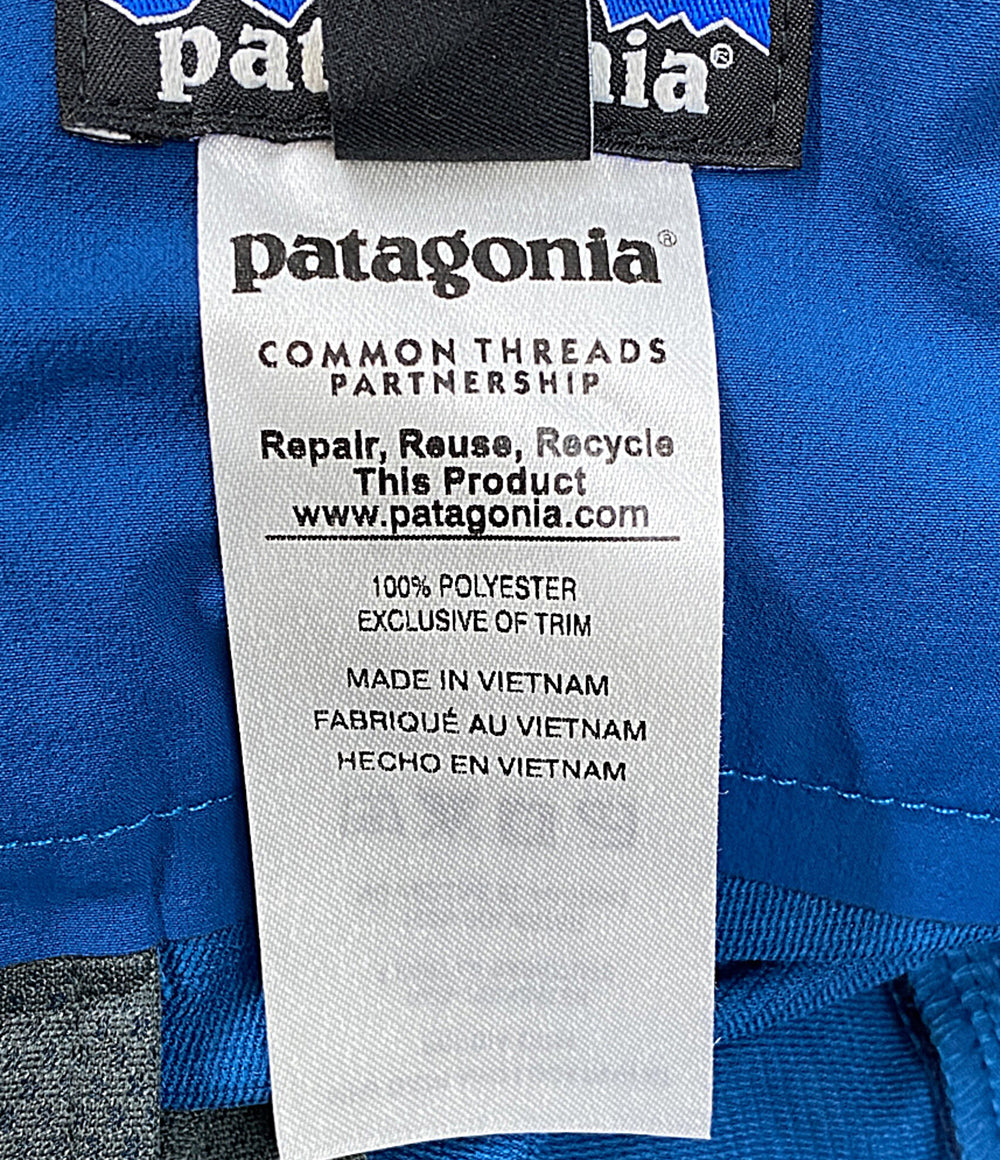 patagonia®
COMMON THREADS
PARTNERSHIP
Repair, Reuse, Recycle
This Product
www.patagonia.com
100% POLYESTER
EXCLUSIVE OF TRIM
MADE IN VIETNAM
FABRIQUÉ AU VIETNAM
HECHO EN VIETNAM